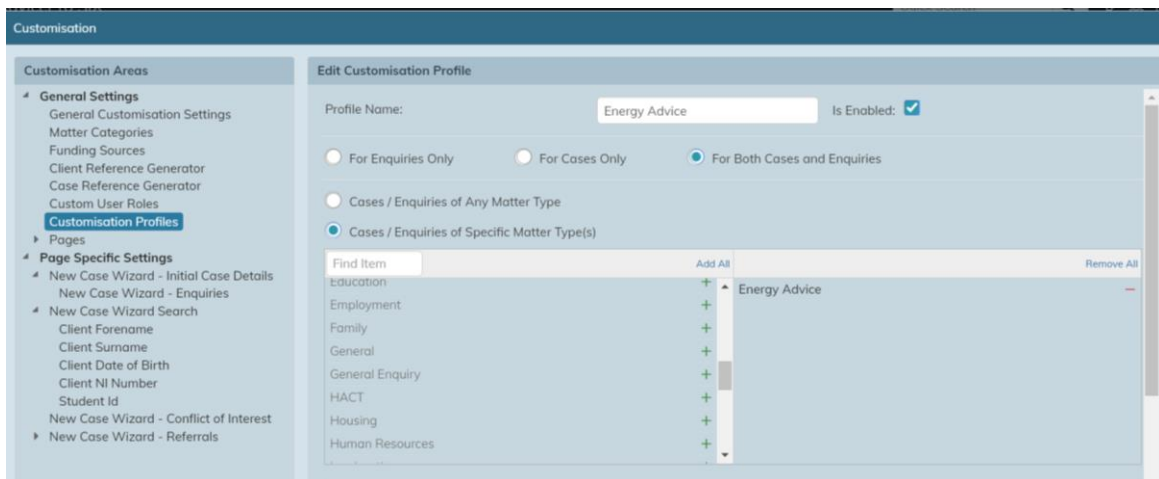 Customisation
Customisation Areas
General Settings
General Customisation Settings
Matter Categories
Funding Sources
Client Reference Generator
Case Reference Generator
Custom User Roles
Customisation Profiles
Pages
Page Specific Settings
New Case Wizard - Initial Case Details
New Case Wizard - Enquiries
New Case Wizard Search
Client Forename
Client Surname
Client Date of Birth
Client NI Number
Student Id
New Case Wizard - Conflict of Interest
New Case Wizard - Referrals
Edit Customisation Profile
Profile Name: Energy Advice Is Enabled:
For Enquiries Only For Cases Only For Both Cases and Enquiries
Cases / Enquiries of Any Matter Type
Cases / Enquiries of Specific Matter Type(s)
Find Item Add All Remove All
Education
Employment
Family
General
General Enquiry
HACT
Housing
Human Resources
Energy Advice